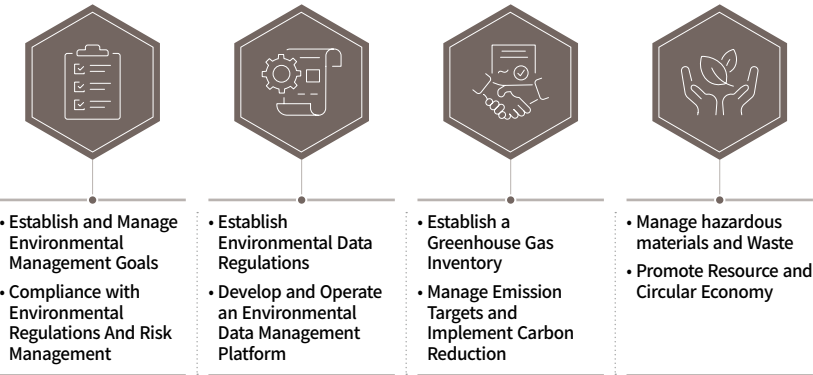 • Establish and Manage
Environmental
Management Goals
• Compliance with
Environmental
Regulations And Risk
Management
• Establish
Environmental Data
Regulations
• Develop and Operate
an Environmental
Data Management
Platform
• Establish a
Greenhouse Gas
Inventory
• Manage Emission
Targets and
Implement Carbon
Reduction
• Manage hazardous
materials and Waste
• Promote Resource and
Circular Economy